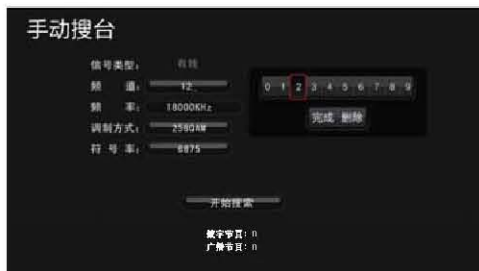 手动搜台
信号类型: 有线
频 道: 12
0 1 2 3 4 5 6 7 8 9
频 率: 18000KHz
完成 删除
调制方式: 256QAM
符 号 率: 6875
开始搜索
数字节目: n
广播节目: n